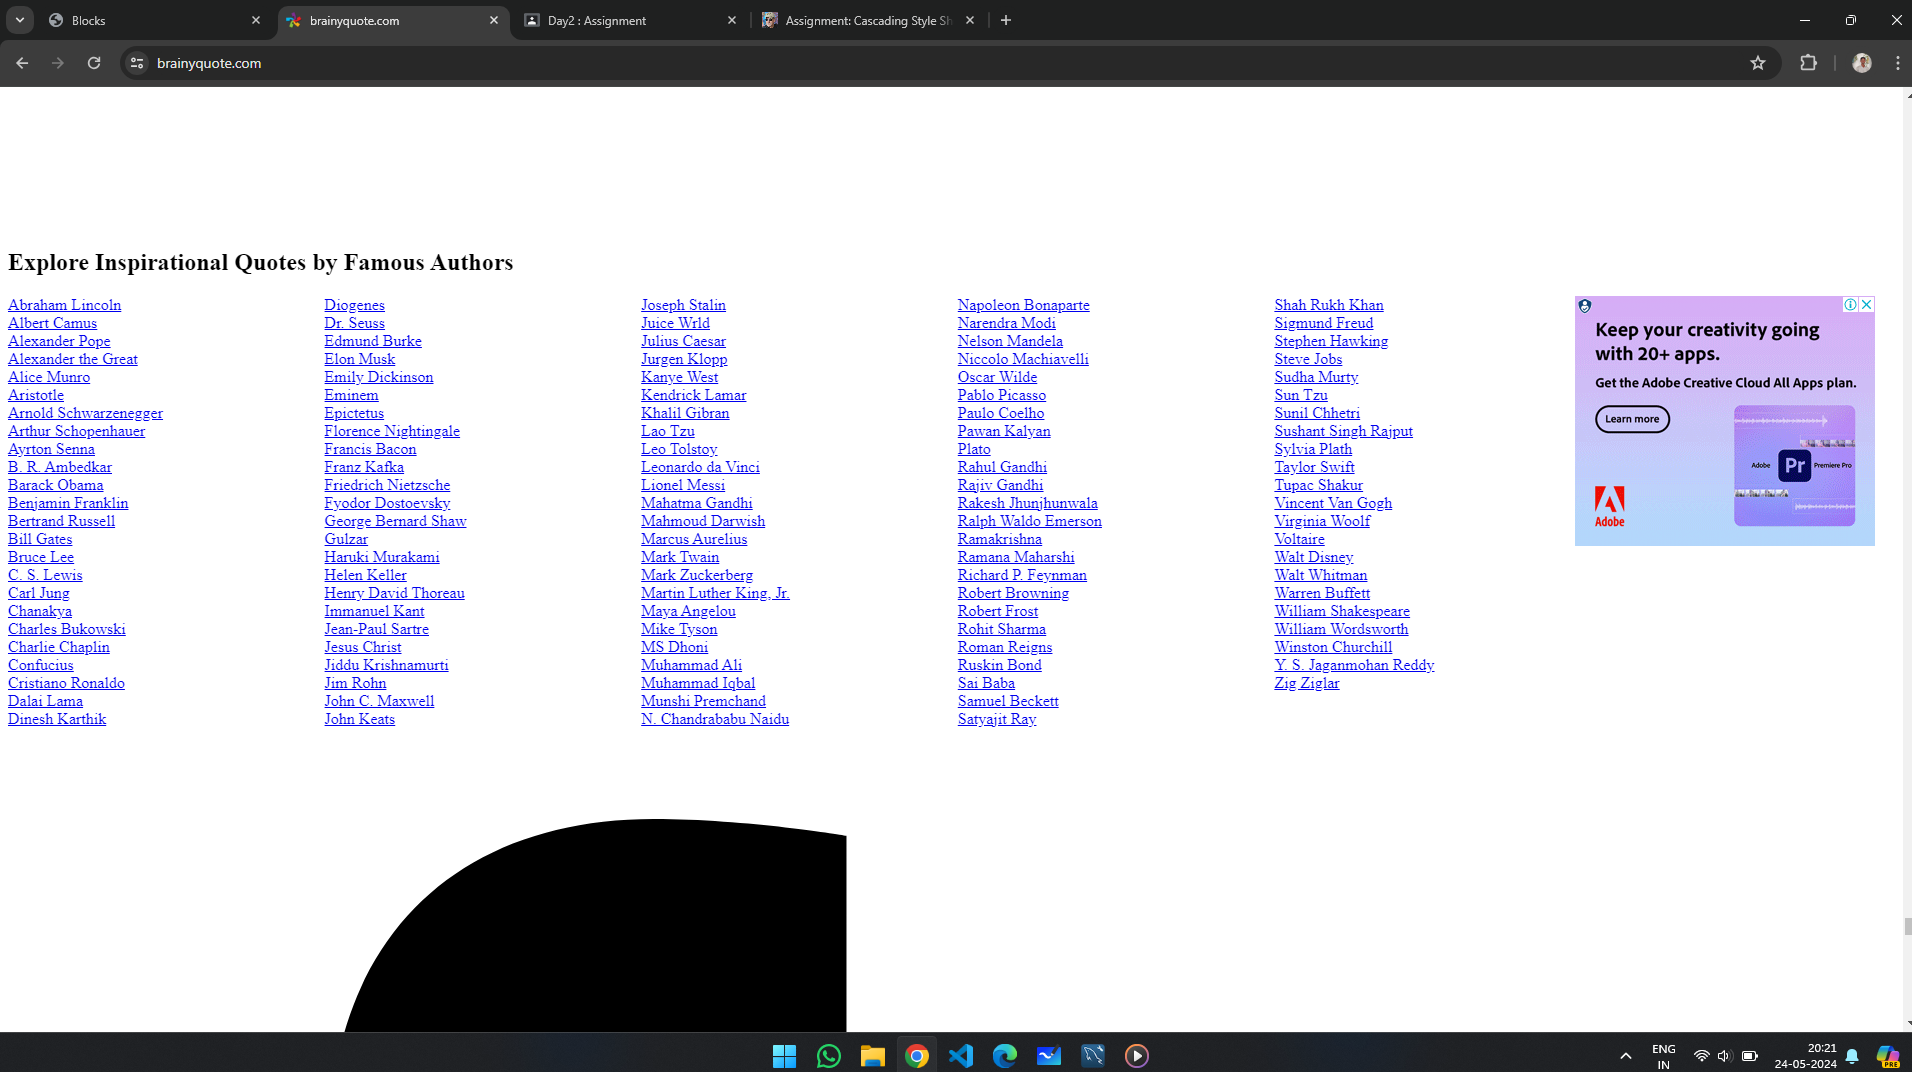 Blocks
brainyquote.com
Day2 : Assignment
Assignment: Cascading Style Sh
brainyquote.com
Explore Inspirational Quotes by Famous Authors
Abraham Lincoln
Albert Camus
Alexander Pope
Alexander the Great
Alice Munro
Aristotle
Arnold Schwarzenegger
Arthur Schopenhauer
Ayrton Senna
B. R. Ambedkar
Barack Obama
Benjamin Franklin
Bertrand Russell
Bill Gates
Bruce Lee
C. S. Lewis
Carl Jung
Chanakya
Charles Bukowski
Charlie Chaplin
Confucius
Cristiano Ronaldo
Dalai Lama
Dinesh Karthik
Diogenes
Dr. Seuss
Edmund Burke
Elon Musk
Emily Dickinson
Eminem
Epictetus
Florence Nightingale
Francis Bacon
Franz Kafka
Friedrich Nietzsche
Fyodor Dostoevsky
George Bernard Shaw
Gulzar
Haruki Murakami
Helen Keller
Henry David Thoreau
Immanuel Kant
Jean-Paul Sartre
Jesus Christ
Jiddu Krishnamurti
Jim Rohn
John C. Maxwell
John Keats
Joseph Stalin
Juice Wrld
Julius Caesar
Jurgen Klopp
Kanye West
Kendrick Lamar
Khalil Gibran
Lao Tzu
Leo Tolstoy
Leonardo da Vinci
Lionel Messi
Mahatma Gandhi
Mahmoud Darwish
Marcus Aurelius
Mark Twain
Mark Zuckerberg
Martin Luther King, Jr.
Maya Angelou
Mike Tyson
MS Dhoni
Muhammad Ali
Muhammad Iqbal
Munshi Premchand
N. Chandrababu Naidu
Napoleon Bonaparte
Narendra Modi
Nelson Mandela
Niccolo Machiavelli
Oscar Wilde
Pablo Picasso
Paulo Coelho
Pawan Kalyan
Plato
Rahul Gandhi
Rajiv Gandhi
Rakesh Jhunjhunwala
Ralph Waldo Emerson
Ramakrishna
Ramana Maharshi
Richard P. Feynman
Robert Browning
Robert Frost
Rohit Sharma
Roman Reigns
Ruskin Bond
Sai Baba
Samuel Beckett
Satyajit Ray
Shah Rukh Khan
Sigmund Freud
Stephen Hawking
Steve Jobs
Sudha Murty
Sun Tzu
Sunil Chhetri
Sushant Singh Rajput
Sylvia Plath
Taylor Swift
Tupac Shakur
Vincent Van Gogh
Virginia Woolf
Voltaire
Walt Disney
Walt Whitman
Warren Buffett
William Shakespeare
William Wordsworth
Winston Churchill
Y. S. Jaganmohan Reddy
Zig Ziglar
Keep your creativity going
with 20+ apps.
Get the Adobe Creative Cloud All Apps plan.
Learn more
Adobe
Pr
Premiere Pro
Adobe
ENG
IN
20:21
24-05-2024
PRE